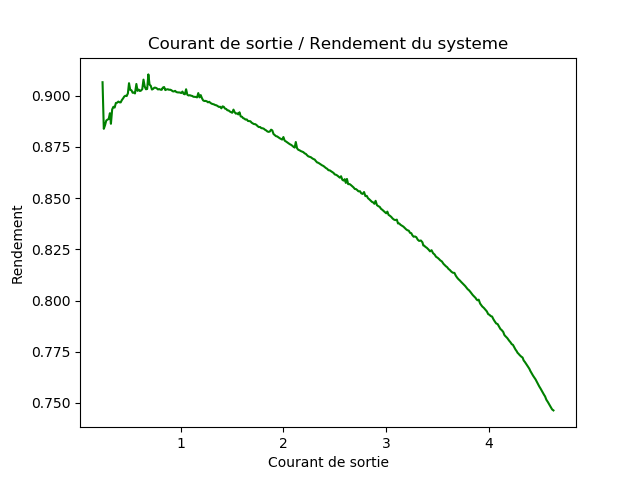 Courant de sortie / Rendement du systeme
0.900
0.875
0.850
0.825
0.800
0.775
0.750
Rendement
1 2 3 4
Courant de sortie